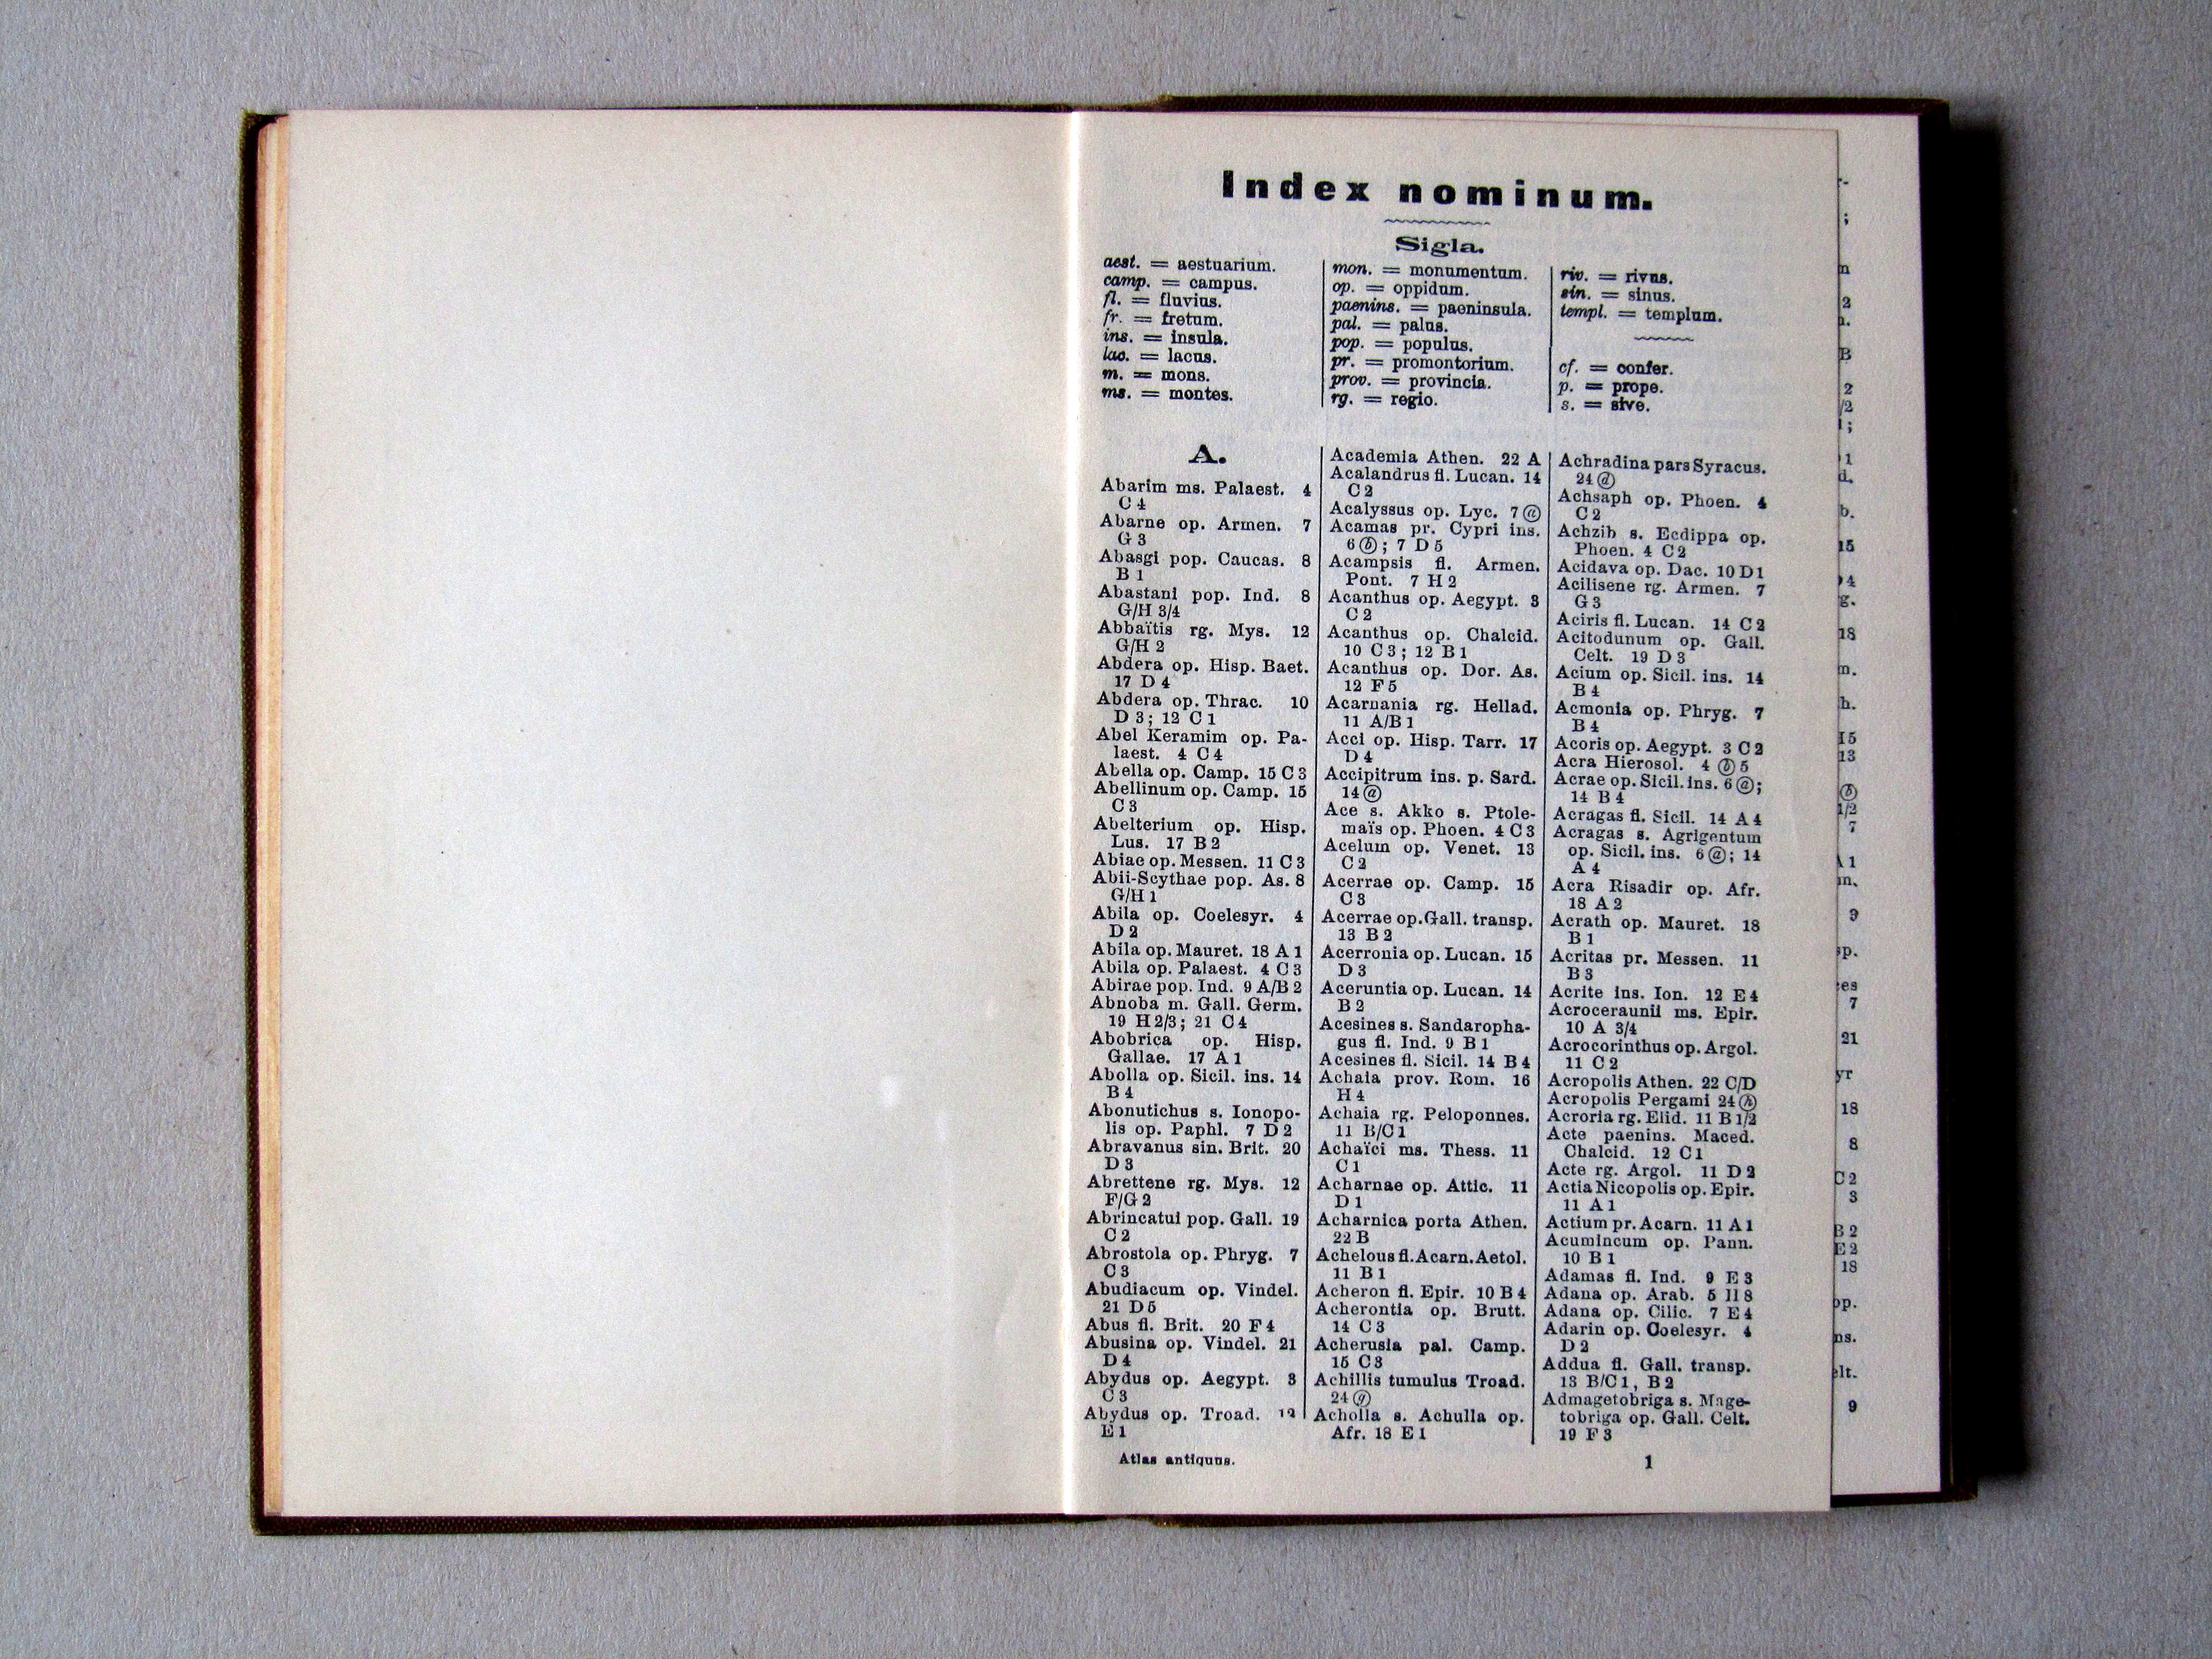 Index nominum.
Sigla.
aest. = aestuarium.
camp. = campus.
fl. = fluvius.
fr. = fretum.
ins. = insula.
lac. = lacus.
m. = mons.
ms. = montes.
mon. = monumentum.
op. = oppidum.
paenins. = paeninsula.
pal. = palus.
pop. = populus.
pr. = promontorium.
prov. = provincia.
rg. = regio.
riv. = rivus.
sin. = sinus.
templ. = templum.
cf. = confer.
p. = prope.
s. = sive.
A.
Abarim ms. Palaest. 4
C 4
Abarne op. Armen. 7
G 3
Abasgi pop. Caucas. 8
B 1
Abastani pop. Ind. 8
G/H 3/4
Abbaïtis rg. Mys. 12
G/H 2
Abdera op. Hisp. Baet.
17 D 4
Abdera op. Thrac. 10
D 3; 12 C 1
Abel Keramim op. Pa-
laest. 4 C 4
Abella op. Camp. 15 C 3
Abellinum op. Camp. 15
C 3
Abelterium op. Hisp.
Lus. 17 B 2
Abiae op. Messen. 11 C 3
Abii-Scythae pop. As. 8
G/H 1
Abila op. Coelesyr. 4
D 2
Abila op. Mauret. 18 A 1
Abila op. Palaest. 4 C 3
Abirae pop. Ind. 9 A/B 2
Abnoba m. Gall. Germ.
19 H 2/3; 21 C 4
Abobrica op. Hisp.
Gallae. 17 A 1
Abolla op. Sicil. ins. 14
B 4
Abonutichus s. Ionopo-
lis op. Paphl. 7 D 2
Abravanus sin. Brit. 20
D 3
Abrettene rg. Mys. 12
F/G 2
Abrincatui pop. Gall. 19
C 2
Abrostola op. Phryg. 7
C 3
Abudiacum op. Vindel.
21 D 5
Abus fl. Brit. 20 F 4
Abusina op. Vindel. 21
D 4
Abydus op. Aegypt. 3
C 3
Abydus op. Troad. 12
E 1
Academia Athen. 22 A
Acalandrus fl. Lucan. 14
C 2
Acalyssus op. Lyc. 7 ⓐ
Acamas pr. Cypri ins.
6 ⓑ; 7 D 5
Acampsis fl. Armen.
Pont. 7 H 2
Acanthus op. Aegypt. 3
C 2
Acanthus op. Chalcid.
10 C 3; 12 B 1
Acanthus op. Dor. As.
12 F 5
Acarnania rg. Hellad.
11 A/B 1
Acci op. Hisp. Tarr. 17
D 4
Accipitrum ins. p. Sard.
14 ⓐ
Ace s. Akko s. Ptole-
maïs op. Phoen. 4 C 3
Acelum op. Venet. 13
C 2
Acerrae op. Camp. 15
C 3
Acerrae op. Gall. transp.
13 B 2
Acerronia op. Lucan. 15
D 3
Aceruntia op. Lucan. 14
B 2
Acesines s. Sandaropha-
gus fl. Ind. 9 B 1
Acesines fl. Sicil. 14 B 4
Achaia prov. Rom. 16
H 4
Achaia rg. Peloponnes.
11 B/C 1
Achaïci ms. Thess. 11
C 1
Acharnae op. Attic. 11
D 1
Acharnica porta Athen.
22 B
Achelous fl. Acarn. Aetol.
11 B 1
Acheron fl. Epir. 10 B 4
Acherontia op. Brutt.
14 C 3
Acherusia pal. Camp.
15 C 3
Achillis tumulus Troad.
24 ⓖ
Acholla s. Achulla op.
Afr. 18 E 1
Achradina pars Syracus.
24 ⓓ
Achsaph op. Phoen. 4
C 2
Achzib s. Ecdippa op.
Phoen. 4 C 2
Acidava op. Dac. 10 D 1
Acilisene rg. Armen. 7
G 3
Aciris fl. Lucan. 14 C 2
Acitodunum op. Gall.
Celt. 19 D 3
Acium op. Sicil. ins. 14
B 4
Acmonia op. Phryg. 7
B 4
Acoris op. Aegypt. 3 C 2
Acra Hierosol. 4 ⓑ 5
Acrae op. Sicil. ins. 6 ⓐ;
14 B 4
Acragas fl. Sicil. 14 A 4
Acragas s. Agrigentum
op. Sicil. ins. 6 ⓐ; 14
A 4
Acra Risadir op. Afr.
18 A 2
Acrath op. Mauret. 18
B 1
Acritas pr. Messen. 11
B 3
Acrite ins. Ion. 12 E 4
Acroceraunii ms. Epir.
10 A 3/4
Acrocorinthus op. Argol.
11 C 2
Acropolis Athen. 22 C/D
Acropolis Pergami 24 ⓗ
Acroria rg. Elid. 11 B 1/2
Acte paenins. Maced.
Chalcid. 12 C 1
Acte rg. Argol. 11 D 2
Actia Nicopolis op. Epir.
11 A 1
Actium pr. Acarn. 11 A 1
Acumincum op. Pann.
10 B 1
Adamas fl. Ind. 9 E 3
Adana op. Arab. 5 H 8
Adana op. Cilic. 7 E 4
Adarin op. Coelesyr. 4
D 2
Addua fl. Gall. transp.
13 B/C 1, B 2
Admagetobriga s. Mage-
tobriga op. Gall. Celt.
19 F 3
Atlas antiquus.
1